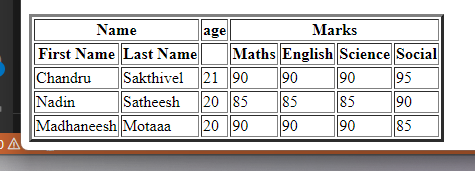 Name age Marks
First Name Last Name Maths English Science Social
Chandru Sakthivel 21 90 90 90 95
Nadin Satheesh 20 85 85 85 90
Madhaneesh Motaaa 20 90 90 90 85
0